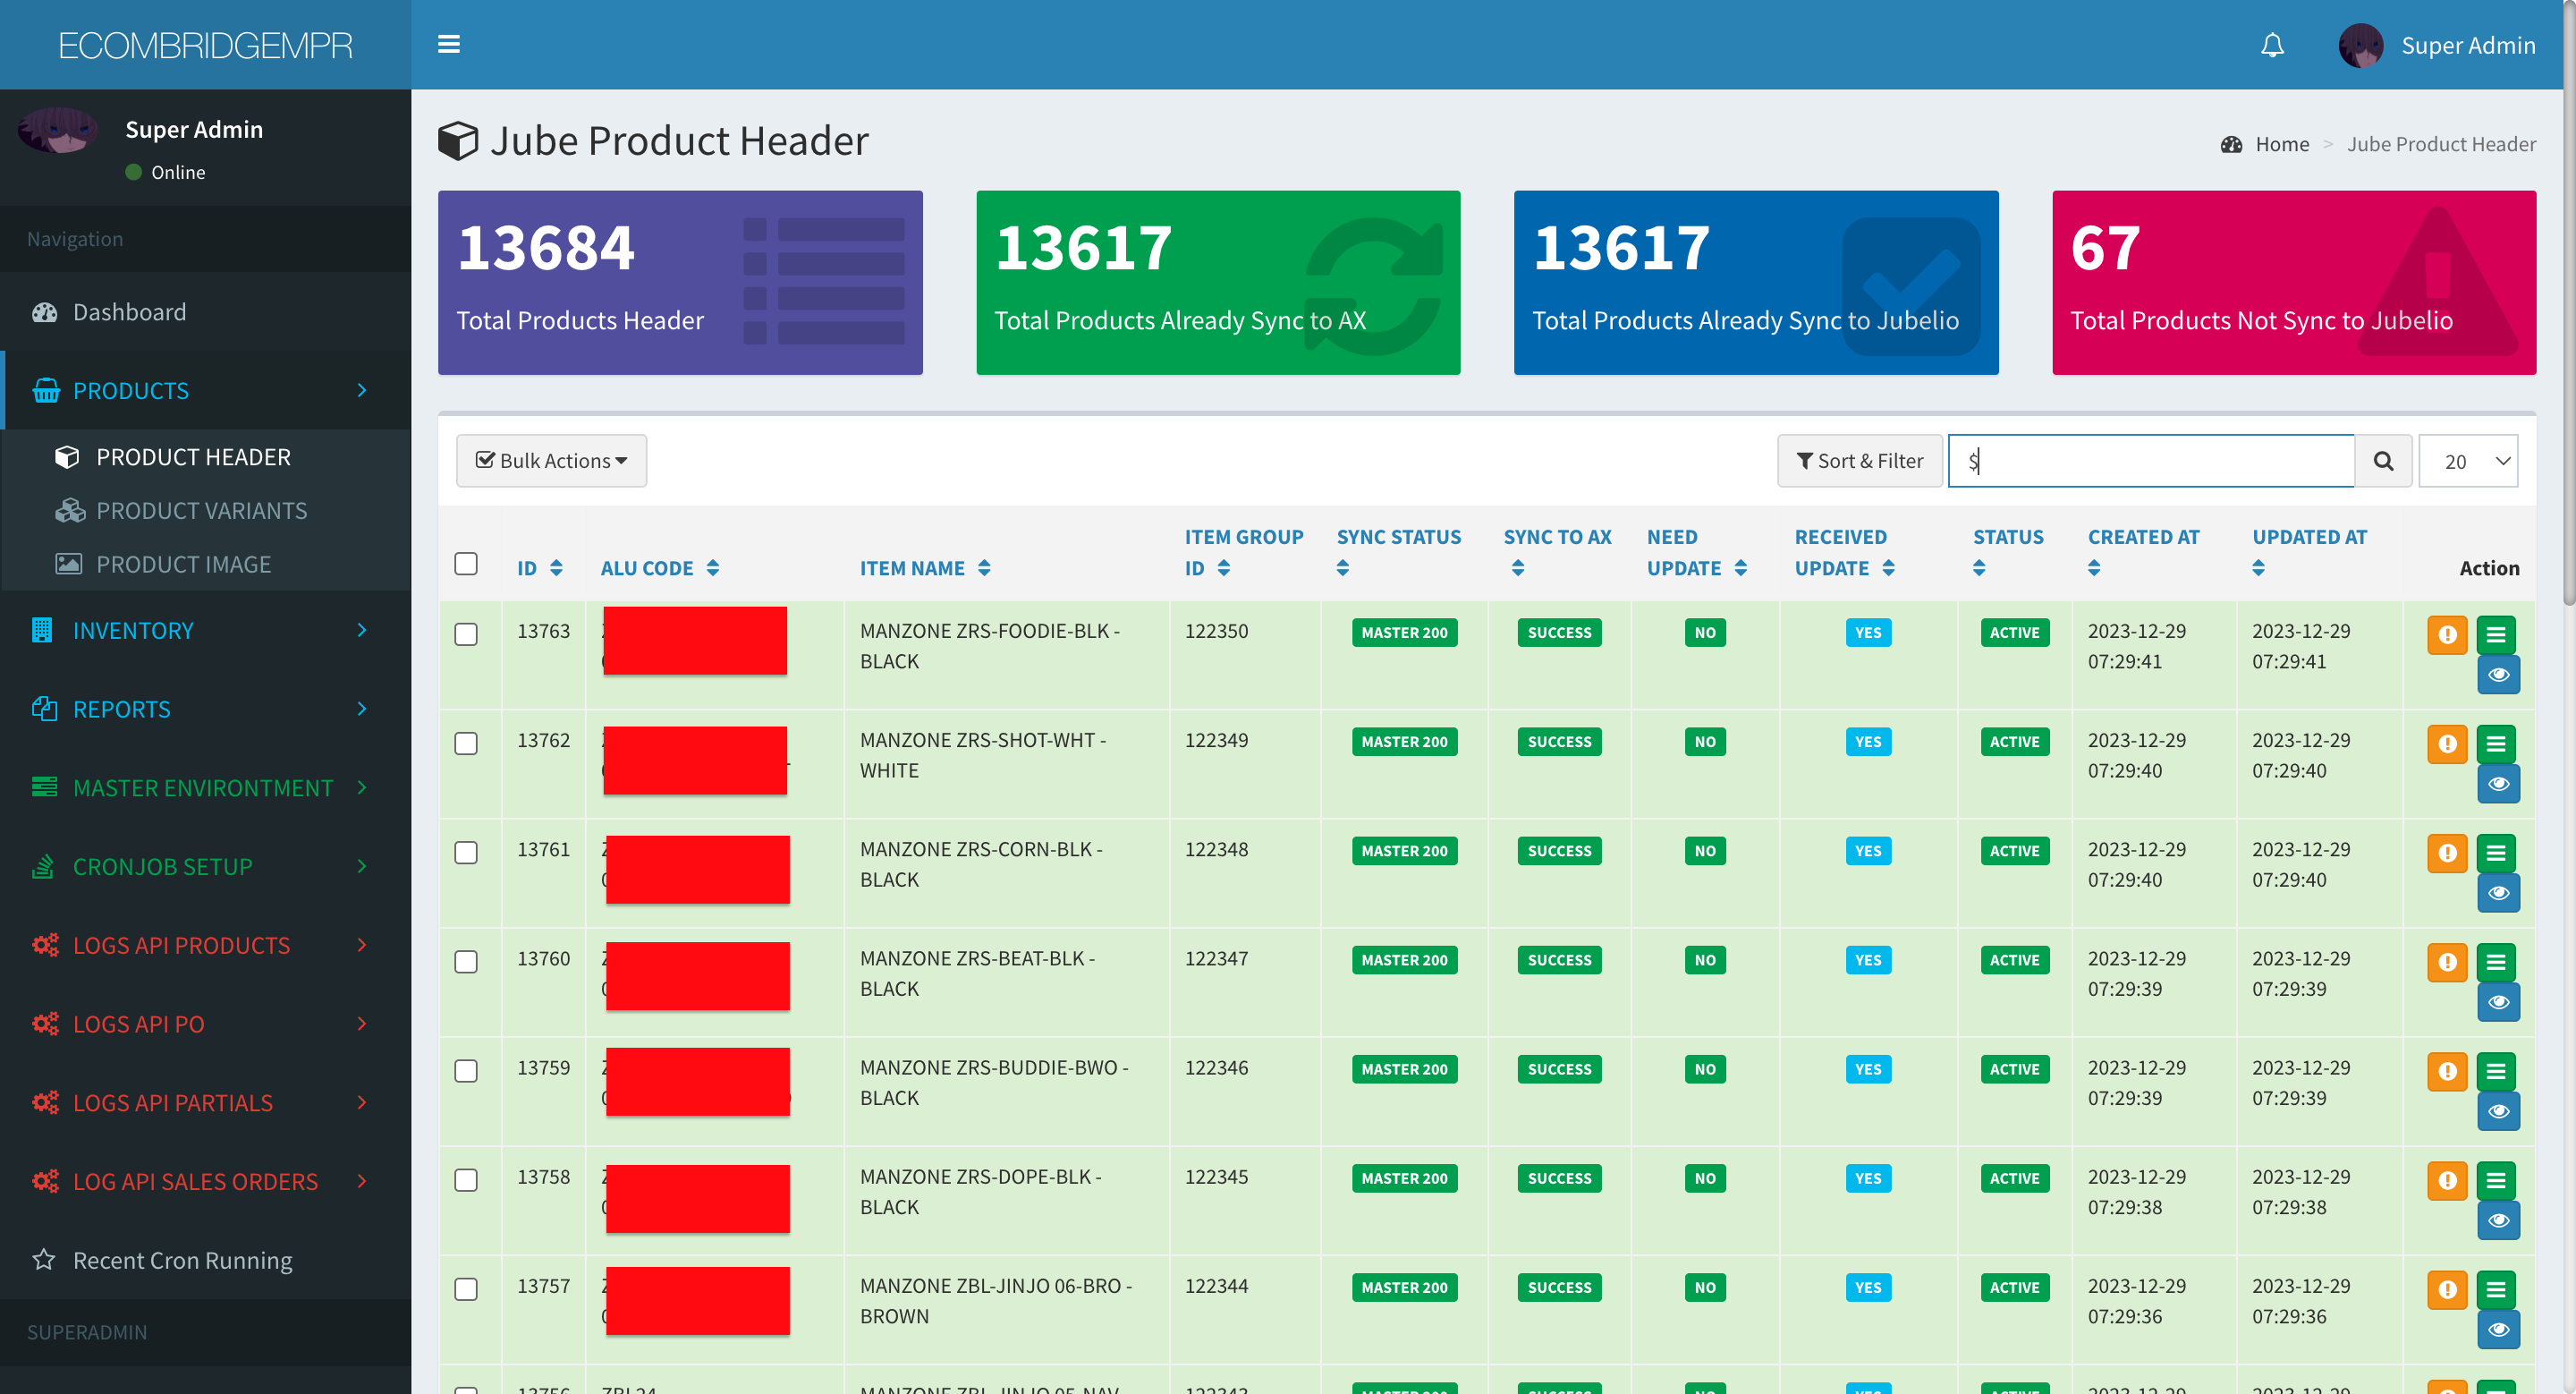 ECOMBRIDGEMPR
Super Admin
Super Admin
Online
Navigation
Dashboard
PRODUCTS
PRODUCT HEADER
PRODUCT VARIANTS
PRODUCT IMAGE
INVENTORY
REPORTS
MASTER ENVIRONTMENT
CRONJOB SETUP
LOGS API PRODUCTS
LOGS API PO
LOGS API PARTIALS
LOG API SALES ORDERS
Recent Cron Running
SUPERADMIN
Jube Product Header
Home > Jube Product Header
13684
Total Products Header
13617
Total Products Already Sync to AX
13617
Total Products Already Sync to Jubelio
67
Total Products Not Sync to Jubelio
Bulk Actions
Sort & Filter
$
20
ID ALU CODE ITEM NAME ITEM GROUP ID SYNC STATUS SYNC TO AX NEED UPDATE RECEIVED UPDATE STATUS CREATED AT UPDATED AT Action
13763 MANZONE ZRS-FOODIE-BLK - 122350 MASTER 200 SUCCESS NO YES ACTIVE 2023-12-29 2023-12-29
BLACK 07:29:41 07:29:41
13762 MANZONE ZRS-SHOT-WHT - 122349 MASTER 200 SUCCESS NO YES ACTIVE 2023-12-29 2023-12-29
WHITE 07:29:40 07:29:40
13761 MANZONE ZRS-CORN-BLK - 122348 MASTER 200 SUCCESS NO YES ACTIVE 2023-12-29 2023-12-29
BLACK 07:29:40 07:29:40
13760 MANZONE ZRS-BEAT-BLK - 122347 MASTER 200 SUCCESS NO YES ACTIVE 2023-12-29 2023-12-29
BLACK 07:29:39 07:29:39
13759 MANZONE ZRS-BUDDIE-BWO - 122346 MASTER 200 SUCCESS NO YES ACTIVE 2023-12-29 2023-12-29
BLACK 07:29:39 07:29:39
13758 MANZONE ZRS-DOPE-BLK - 122345 MASTER 200 SUCCESS NO YES ACTIVE 2023-12-29 2023-12-29
BLACK 07:29:38 07:29:38
13757 MANZONE ZBL-JINJO 06-BRO - 122344 MASTER 200 SUCCESS NO YES ACTIVE 2023-12-29 2023-12-29
BROWN 07:29:36 07:29:36